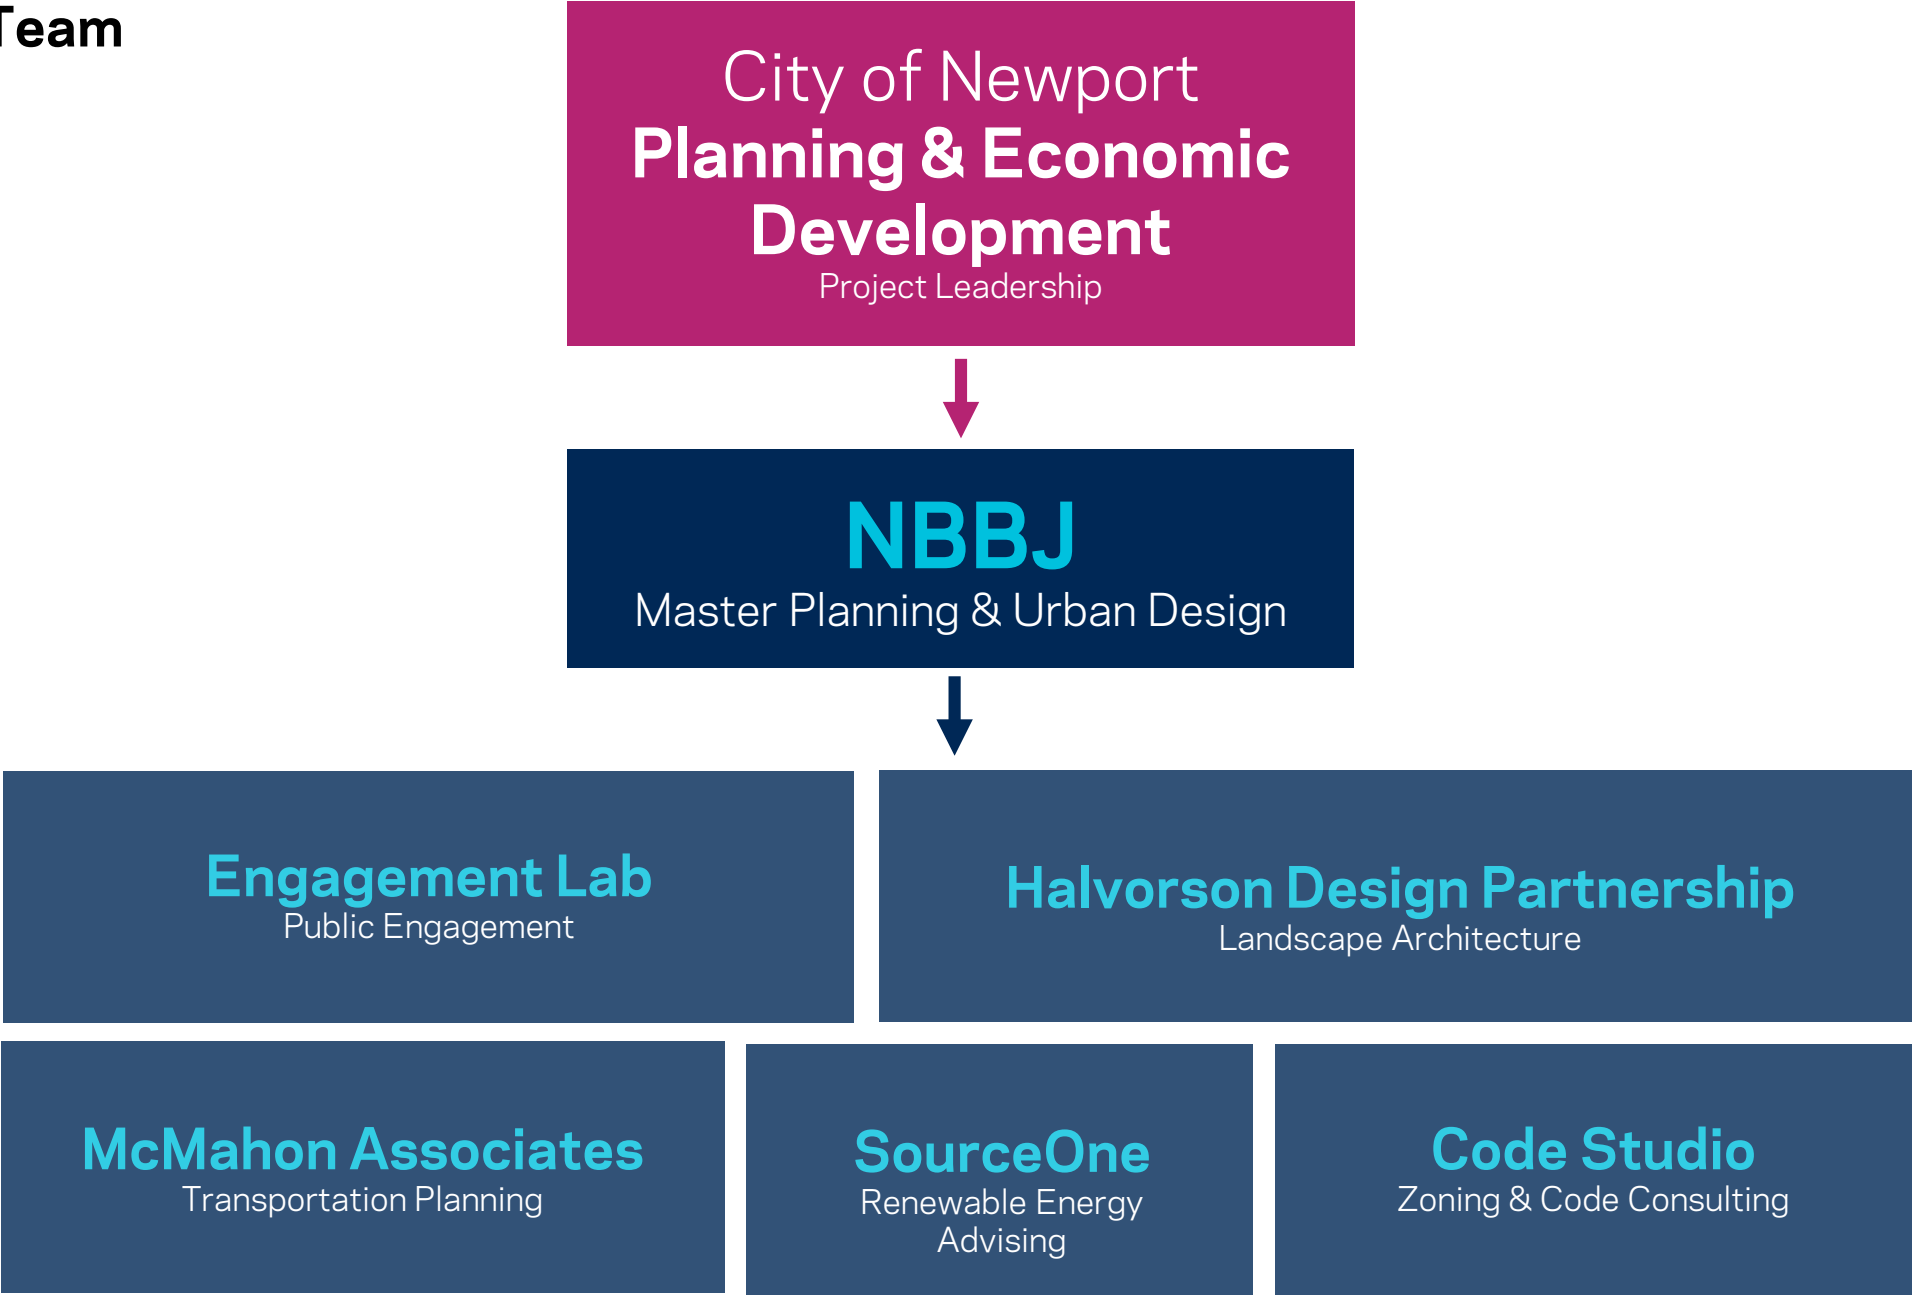 Team
City of Newport
Planning & Economic
Development
Project Leadership
NBBJ
Master Planning & Urban Design
Engagement Lab
Public Engagement
Halvorson Design Partnership
Landscape Architecture
McMahon Associates
Transportation Planning
SourceOne
Renewable Energy
Advising
Code Studio
Zoning & Code Consulting